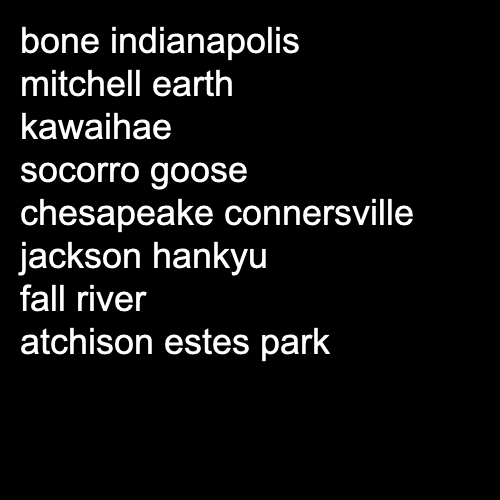 bone indianapolis
mitchell earth
kawaihae
socorro goose
chesapeake connersville
jackson hankyu
fall river
atchison estes park